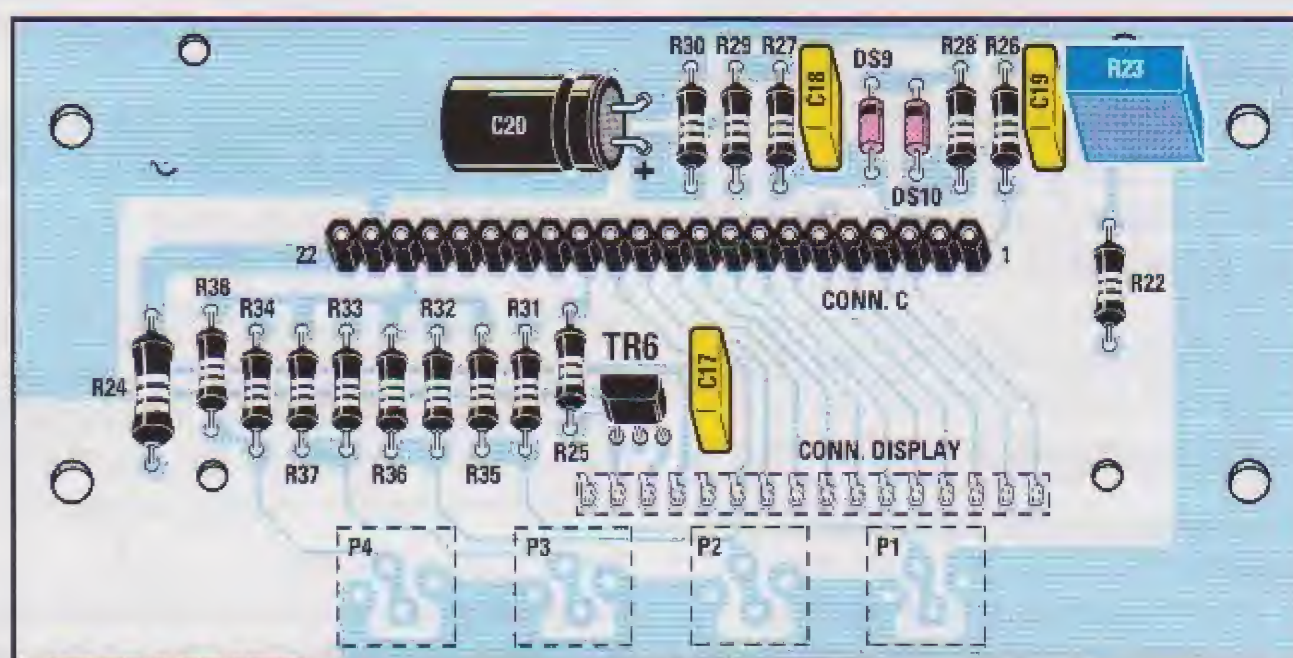 R30 R29 R27 C18 DS9 R28 R26 C19 R23
C20
+
DS10
22
1
CONN. C
R22
R38
R34
R33
R32
R31
TR6
C17
R24
R37
R36
R35
R25
CONN. DISPLAY
P4
P3
P2
P1